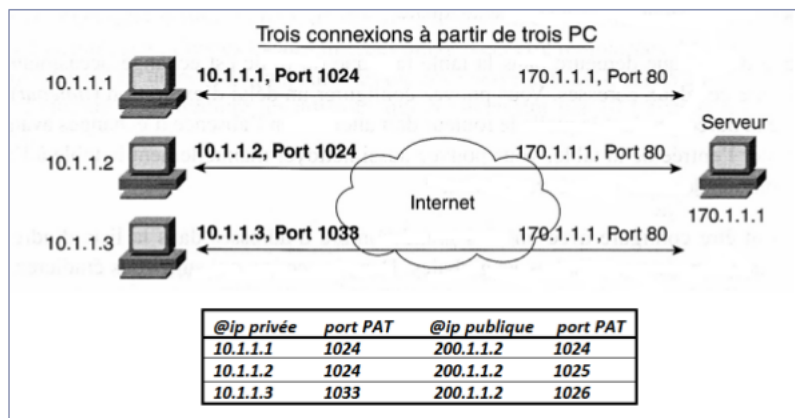 Trois connexions à partir de trois PC
10.1.1.1
10.1.1.1, Port 1024
170.1.1.1, Port 80
Serveur
10.1.1.2
10.1.1.2, Port 1024
170.1.1.1, Port 80
Internet
170.1.1.1
10.1.1.3
10.1.1.3, Port 1033
170.1.1.1, Port 80
@ip privée port PAT @ip publique port PAT
10.1.1.1 1024 200.1.1.2 1024
10.1.1.2 1024 200.1.1.2 1025
10.1.1.3 1033 200.1.1.2 1026